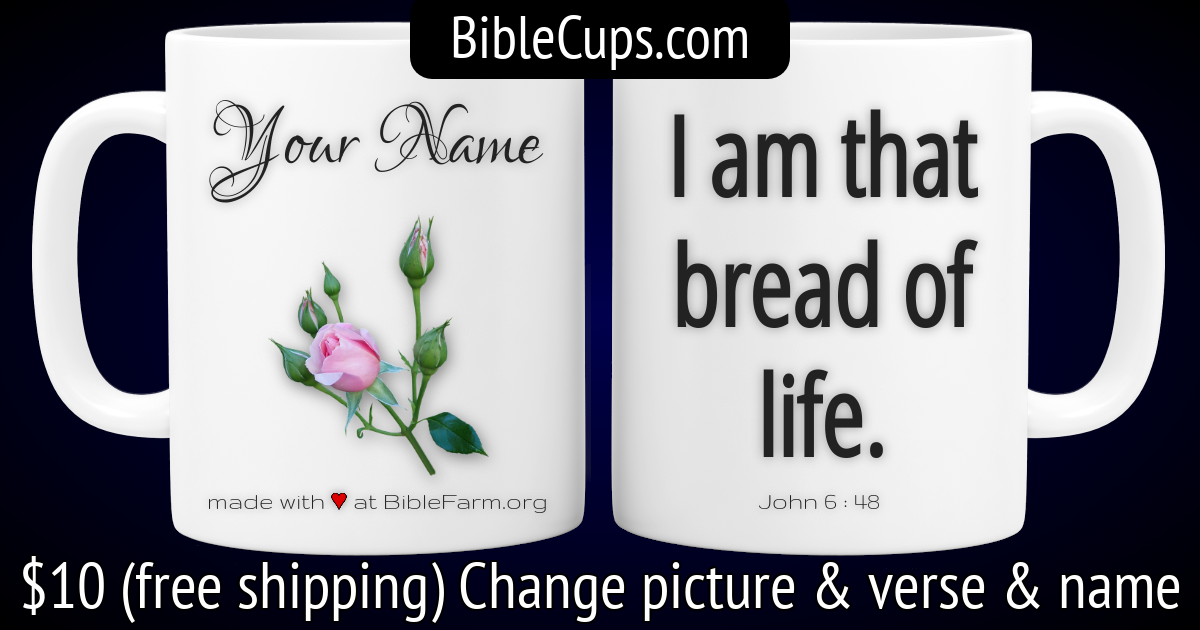 BibleCups.com
Your Name
made with ♥ at BibleFarm.org
I am that
bread of
life.
John 6 : 48
$10 (free shipping) Change picture & verse & name